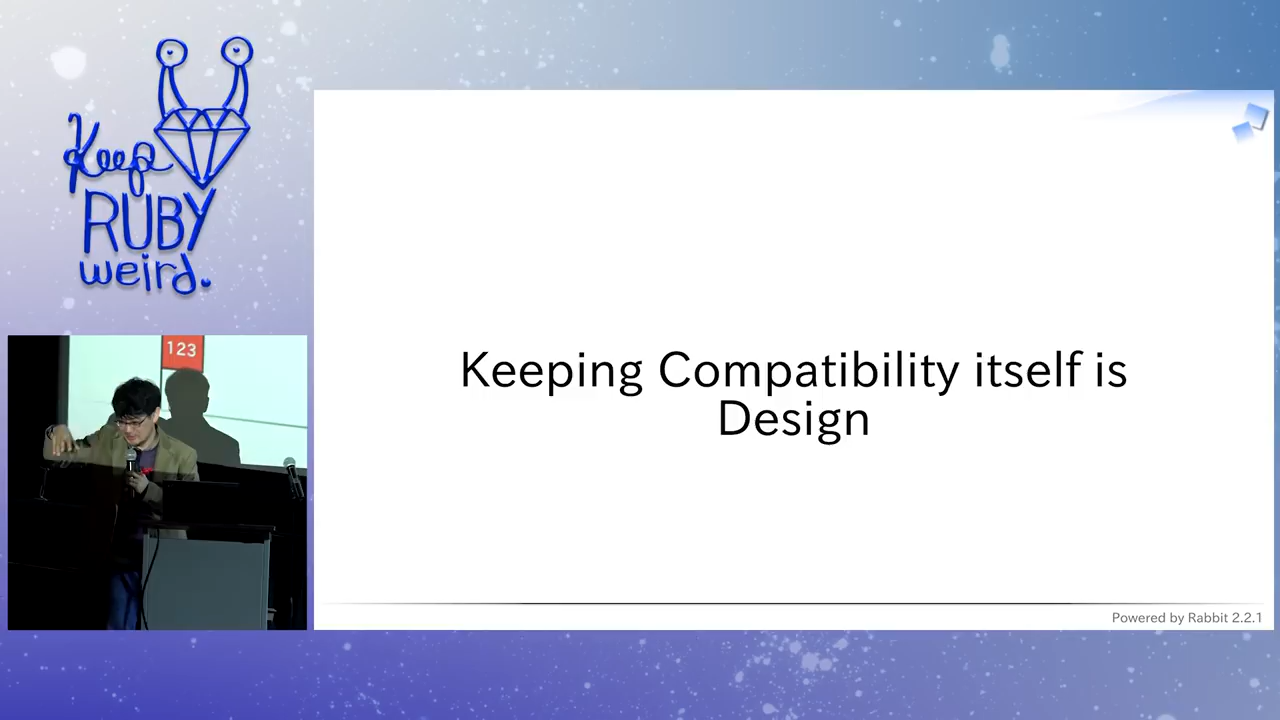 Keep
RUBY
weird.
123
Keeping Compatibility itself is
Design
Powered by Rabbit 2.2.1